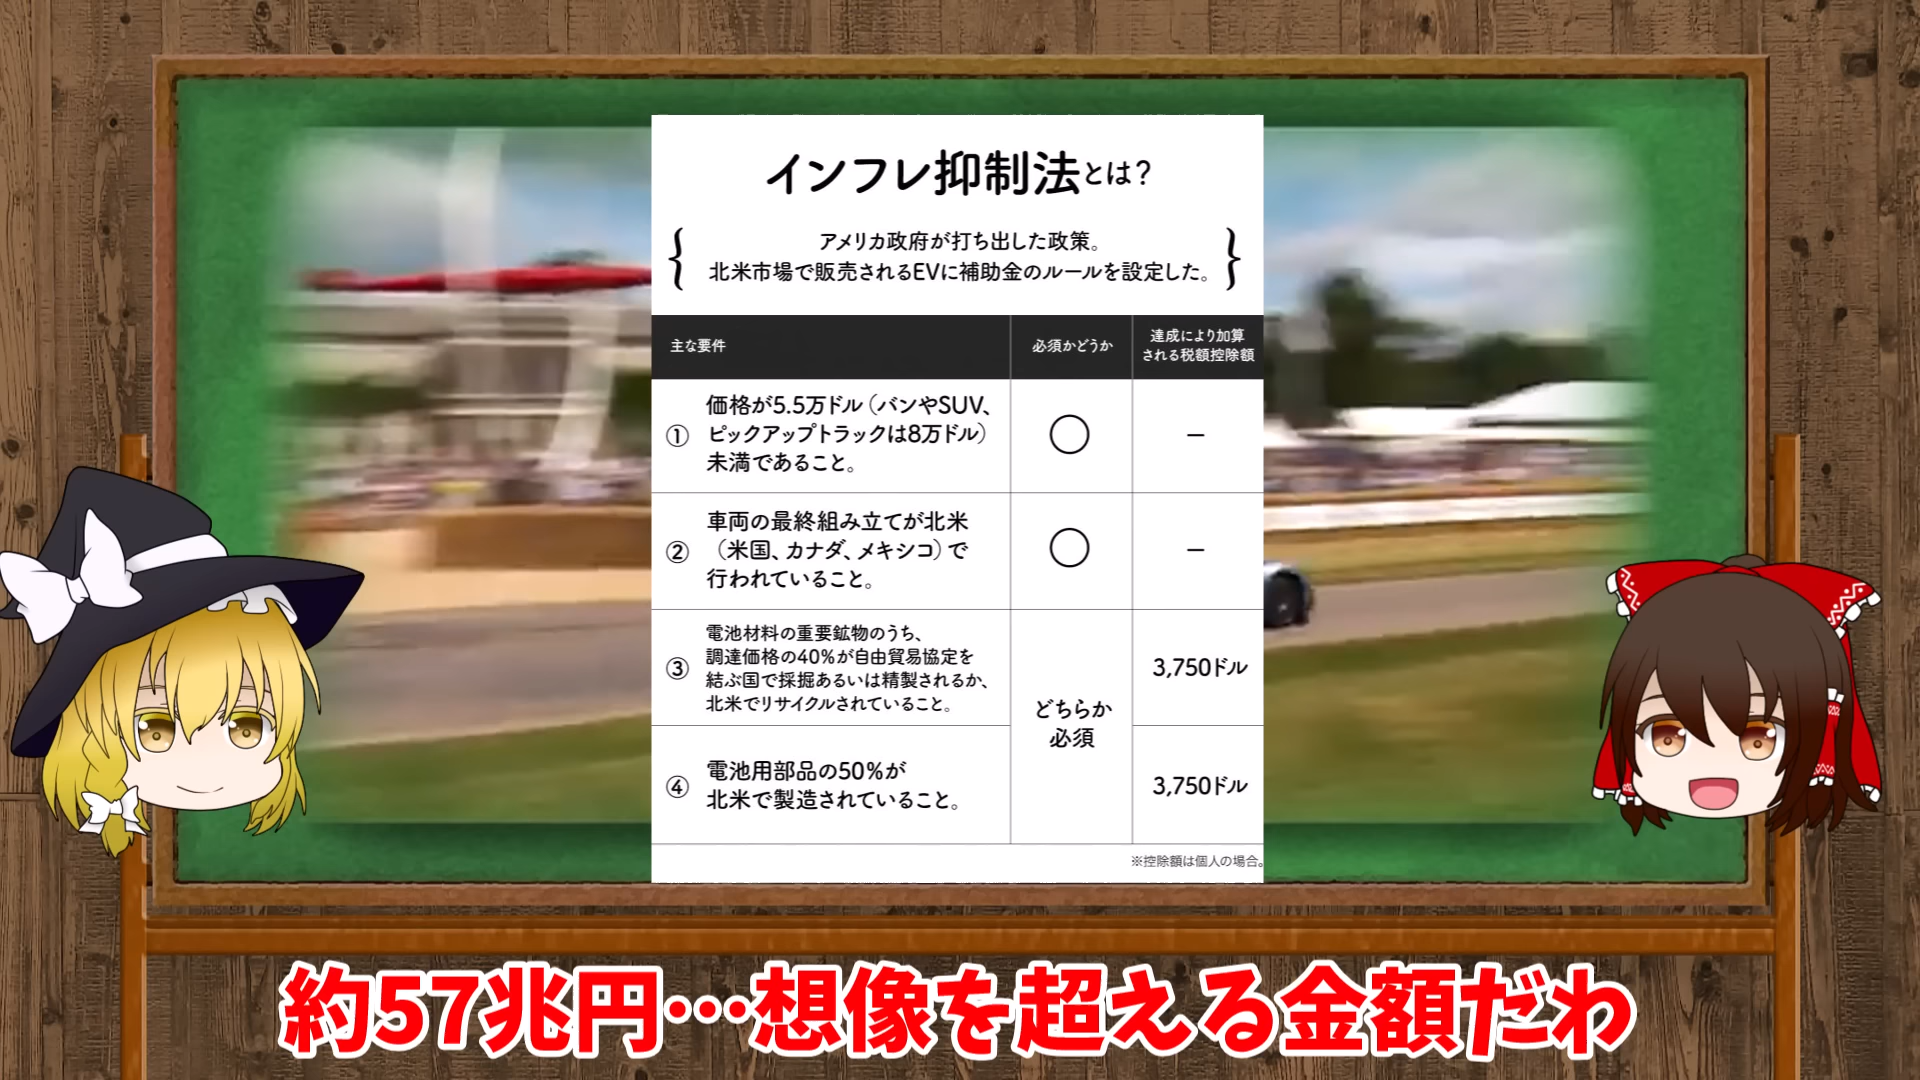 インフレ抑制法とは?
アメリカ政府が打ち出した政策。
北米市場で販売されるEVに補助金のルールを設定した。
主な要件
必須かどうか
達成により加算
される税額控除額
①
価格が5.5万ドル(バンやSUV、
ピックアップトラックは8万ドル)
未満であること。
○
–
②
車両の最終組み立てが北米
(米国、カナダ、メキシコ)で
行われていること。
○
–
③
電池材料の重要鉱物のうち、
調達価格の40%が自由貿易協定を
結ぶ国で採掘あるいは精製されるか、
北米でリサイクルされていること。
どちらか
必須
3,750ドル
④
電池用部品の50%が
北米で製造されていること。
3,750ドル
※控除額は個人の場合。
約57兆円…想像を超える金額だわ